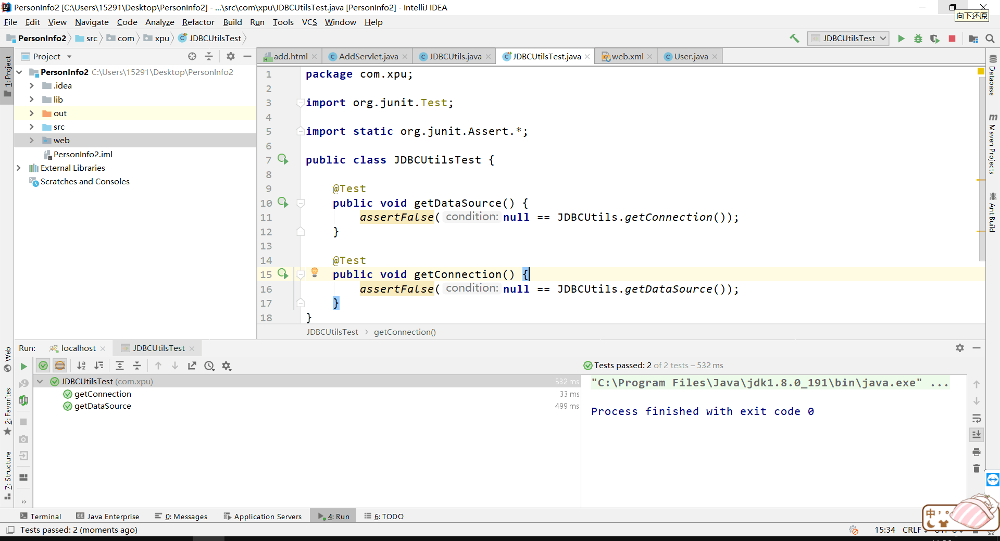 PersonInfo2 [C:\Users\15291\Desktop\PersonInfo2] - ...\src\com\xpu\JDBCUtilsTest.java [PersonInfo2] - IntelliJ IDEA
向下还原
File Edit View Navigate Code Analyze Refactor Build Run Tools VCS Window Help
PersonInfo2 src com xpu JDBCUtilsTest
JDBCUtilsTest
Project
add.html AddServlet.java JDBCUtils.java JDBCUtilsTest.java web.xml User.java
1: Project
PersonInfo2 C:\Users\15291\Desktop\PersonInfo2
.idea
lib
out
src
web
PersonInfo2.iml
External Libraries
Scratches and Consoles
1 package com.xpu;
2
3 import org.junit.Test;
4
5 import static org.junit.Assert.*;
6
7 public class JDBCUtilsTest {
8
9 @Test
10 public void getDataSource() {
11 assertFalse( condition: null == JDBCUtils.getConnection());
12 }
13
14 @Test
15 public void getConnection() {
16 assertFalse( condition: null == JDBCUtils.getDataSource());
17 }
18 }
JDBCUtilsTest › getConnection()
Database
Maven Projects
Ant Build
Web
2: Favorites
7: Structure
Run: localhost JDBCUtilsTest
Tests passed: 2 of 2 tests – 532 ms
JDBCUtilsTest (com.xpu) 532 ms
getConnection 33 ms
getDataSource 499 ms
"C:\Program Files\Java\jdk1.8.0_191\bin\java.exe" ...
Process finished with exit code 0
Terminal Java Enterprise 0: Messages Application Servers 4: Run 6: TODO
中
Tests passed: 2 (moments ago)
15:34 CRLF